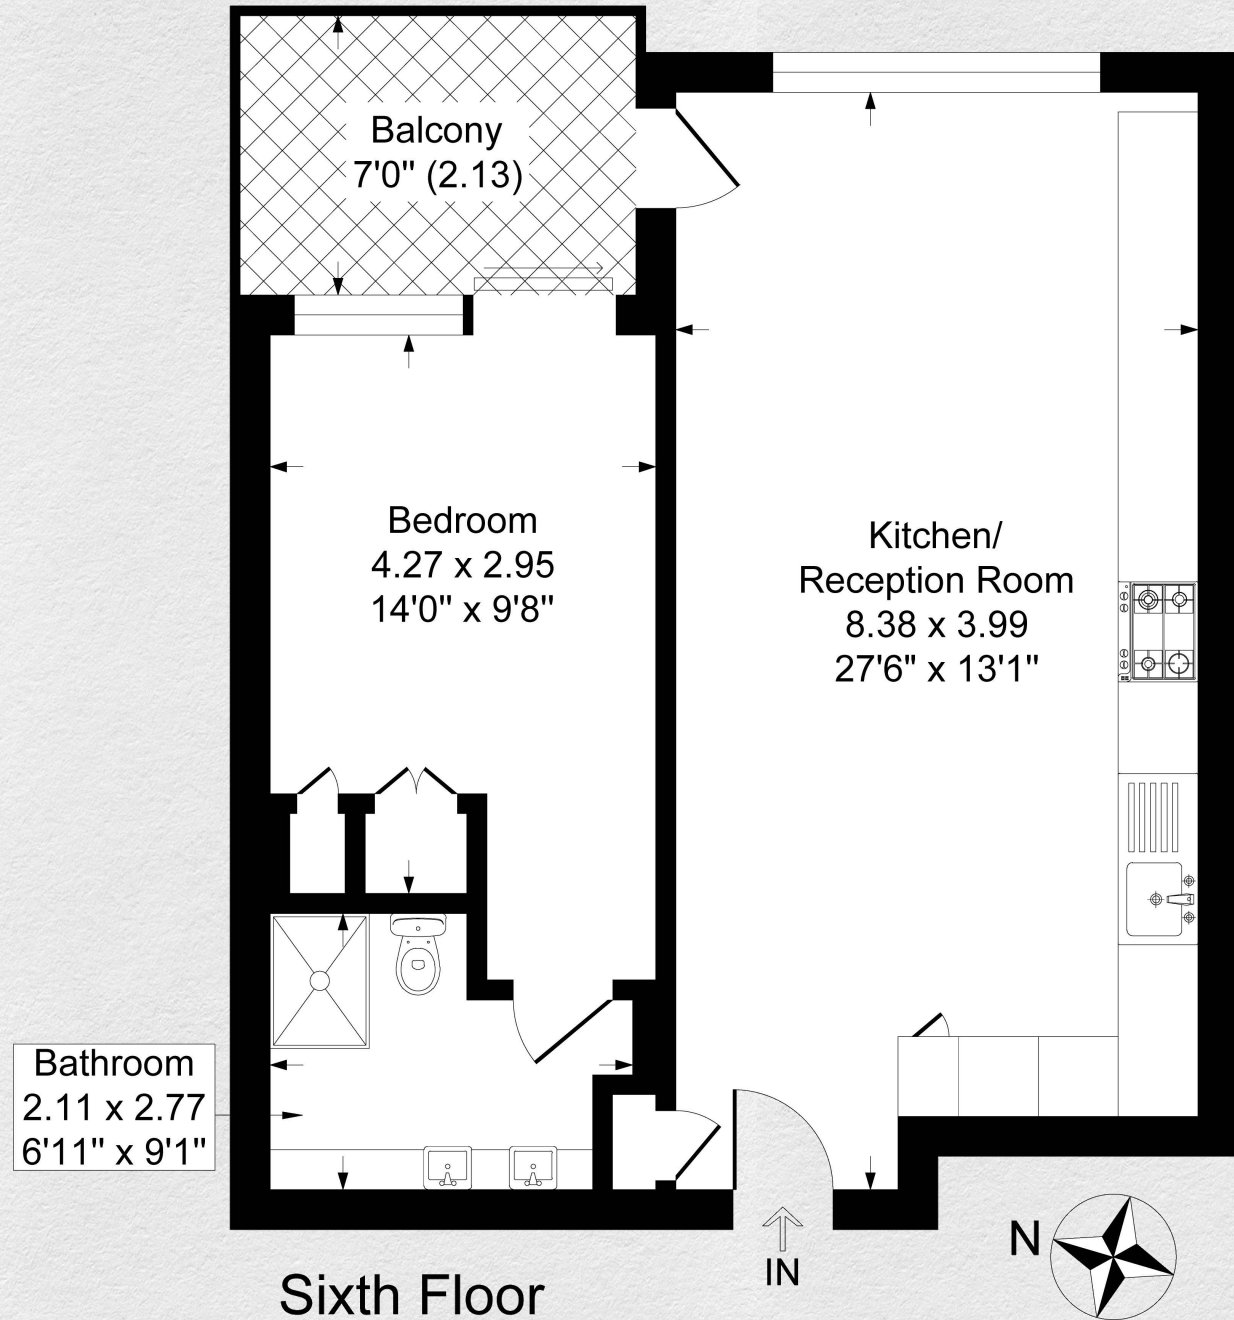 Balcony
7'0" (2.13)
Bedroom
4.27 x 2.95
14'0" x 9'8"
Kitchen/
Reception Room
8.38 x 3.99
27'6" x 13'1"
Bathroom
2.11 x 2.77
6'11" x 9'1"
IN
N
Sixth Floor